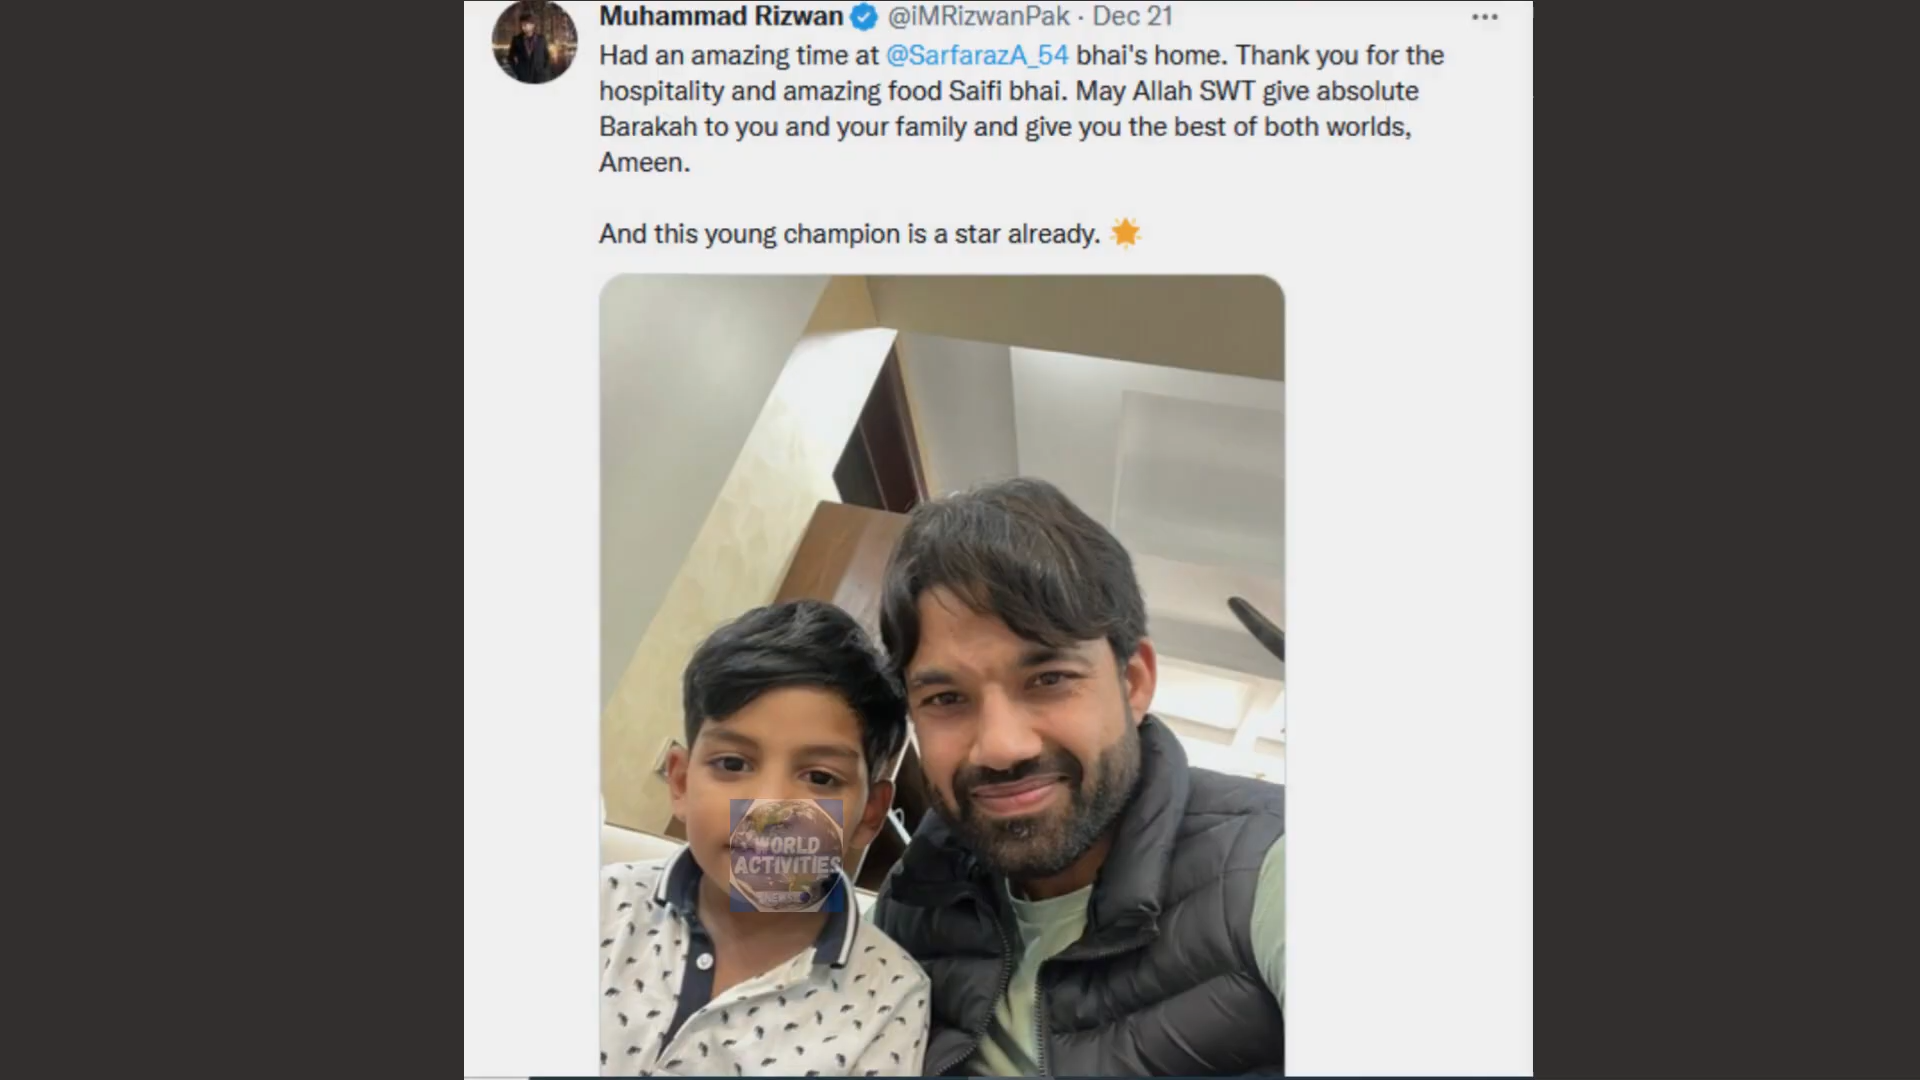 Muhammad Rizwan @iMRizwanPak · Dec 21
Had an amazing time at @SarfarazA_54 bhai's home. Thank you for the
hospitality and amazing food Saifi bhai. May Allah SWT give absolute
Barakah to you and your family and give you the best of both worlds,
Ameen.
And this young champion is a star already. 🌟
WORLD
ACTIVITIES
NEWS